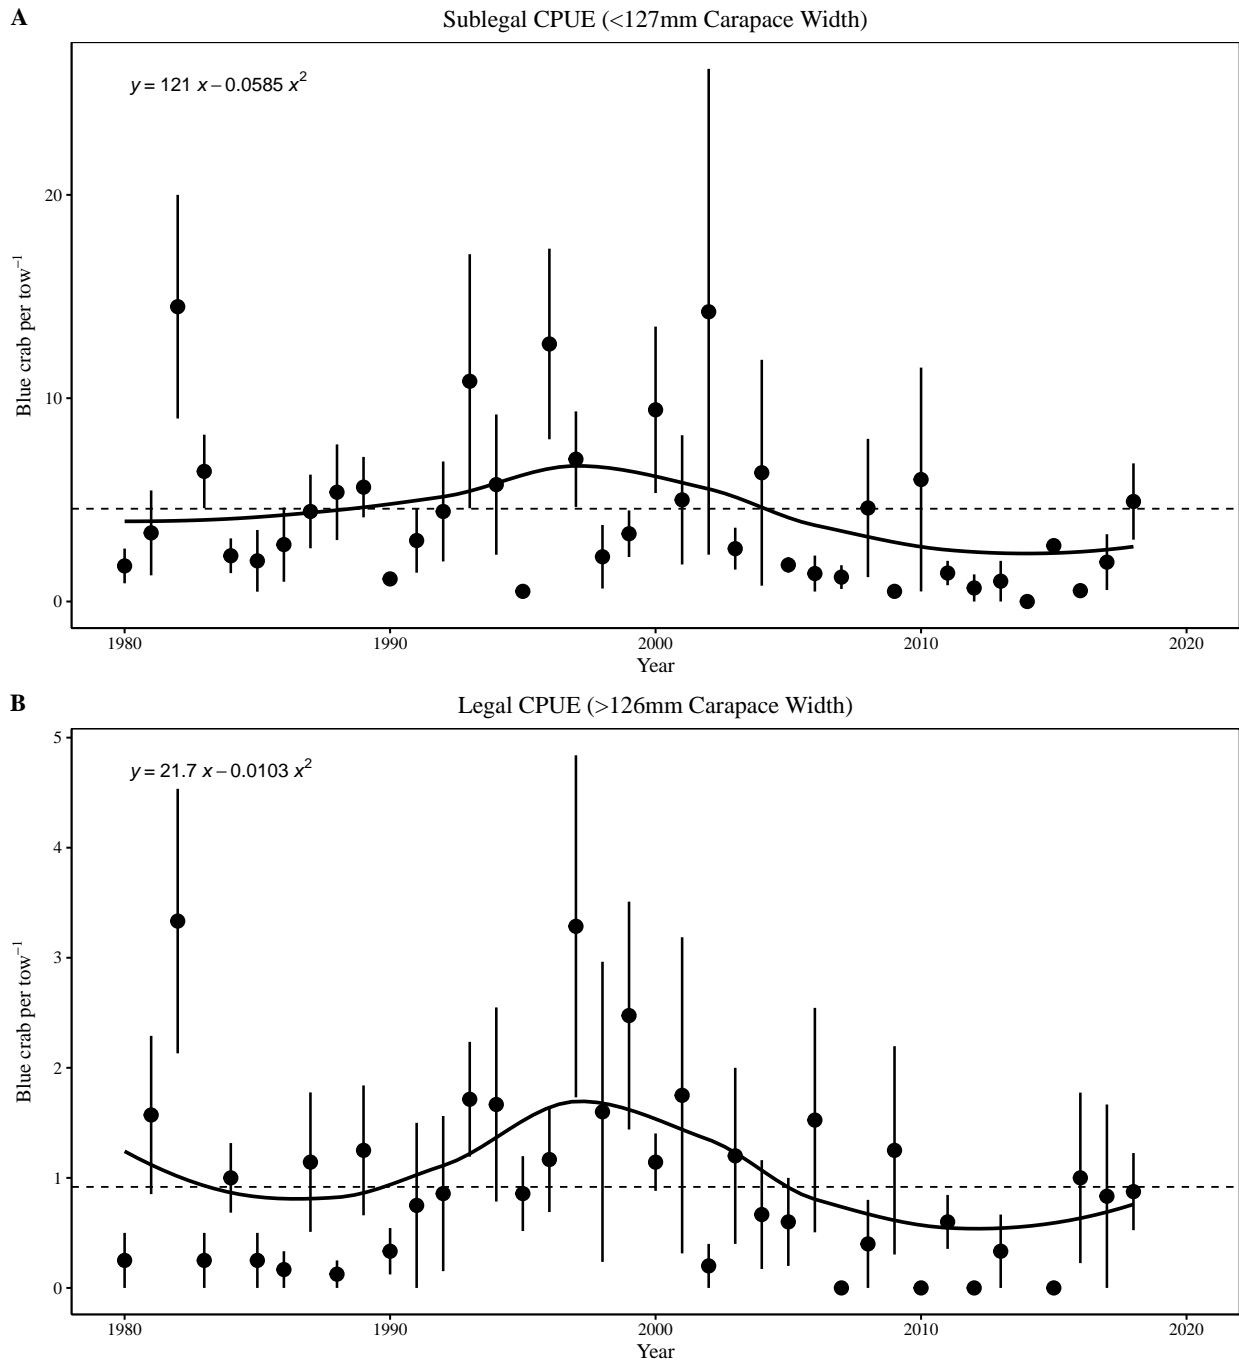 A
Sublegal CPUE (<127mm Carapace Width)
y = 121 x − 0.0585 x²
20
10
0
Blue crab per tow⁻¹
1980 1990 2000 2010 2020
Year
B
Legal CPUE (>126mm Carapace Width)
y = 21.7 x − 0.0103 x²
5
4
3
2
1
0
Blue crab per tow⁻¹
1980 1990 2000 2010 2020
Year